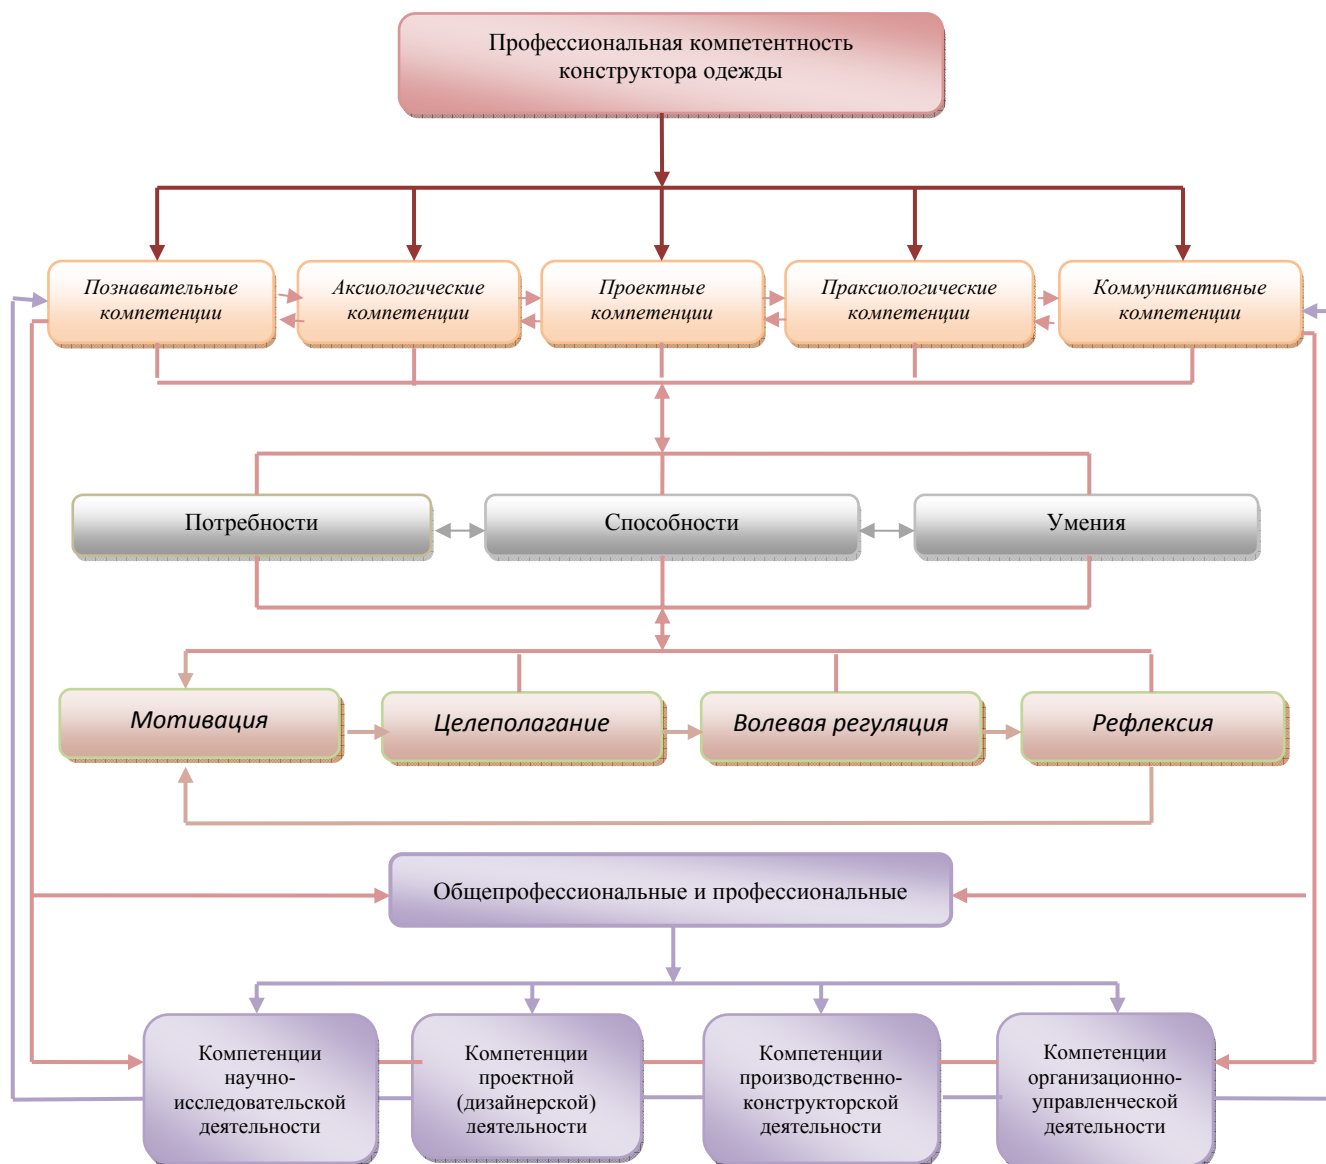 Профессиональная компетентность
конструктора одежды
Познавательные
компетенции
Аксиологические
компетенции
Проектные
компетенции
Праксиологические
компетенции
Коммуникативные
компетенции
Потребности
Способности
Умения
Мотивация
Целеполагание
Волевая регуляция
Рефлексия
Общепрофессиональные и профессиональные
Компетенции
научно-
исследовательской
деятельности
Компетенции
проектной
(дизайнерской)
деятельности
Компетенции
производственно-
конструкторской
деятельности
Компетенции
организационно-
управленческой
деятельности